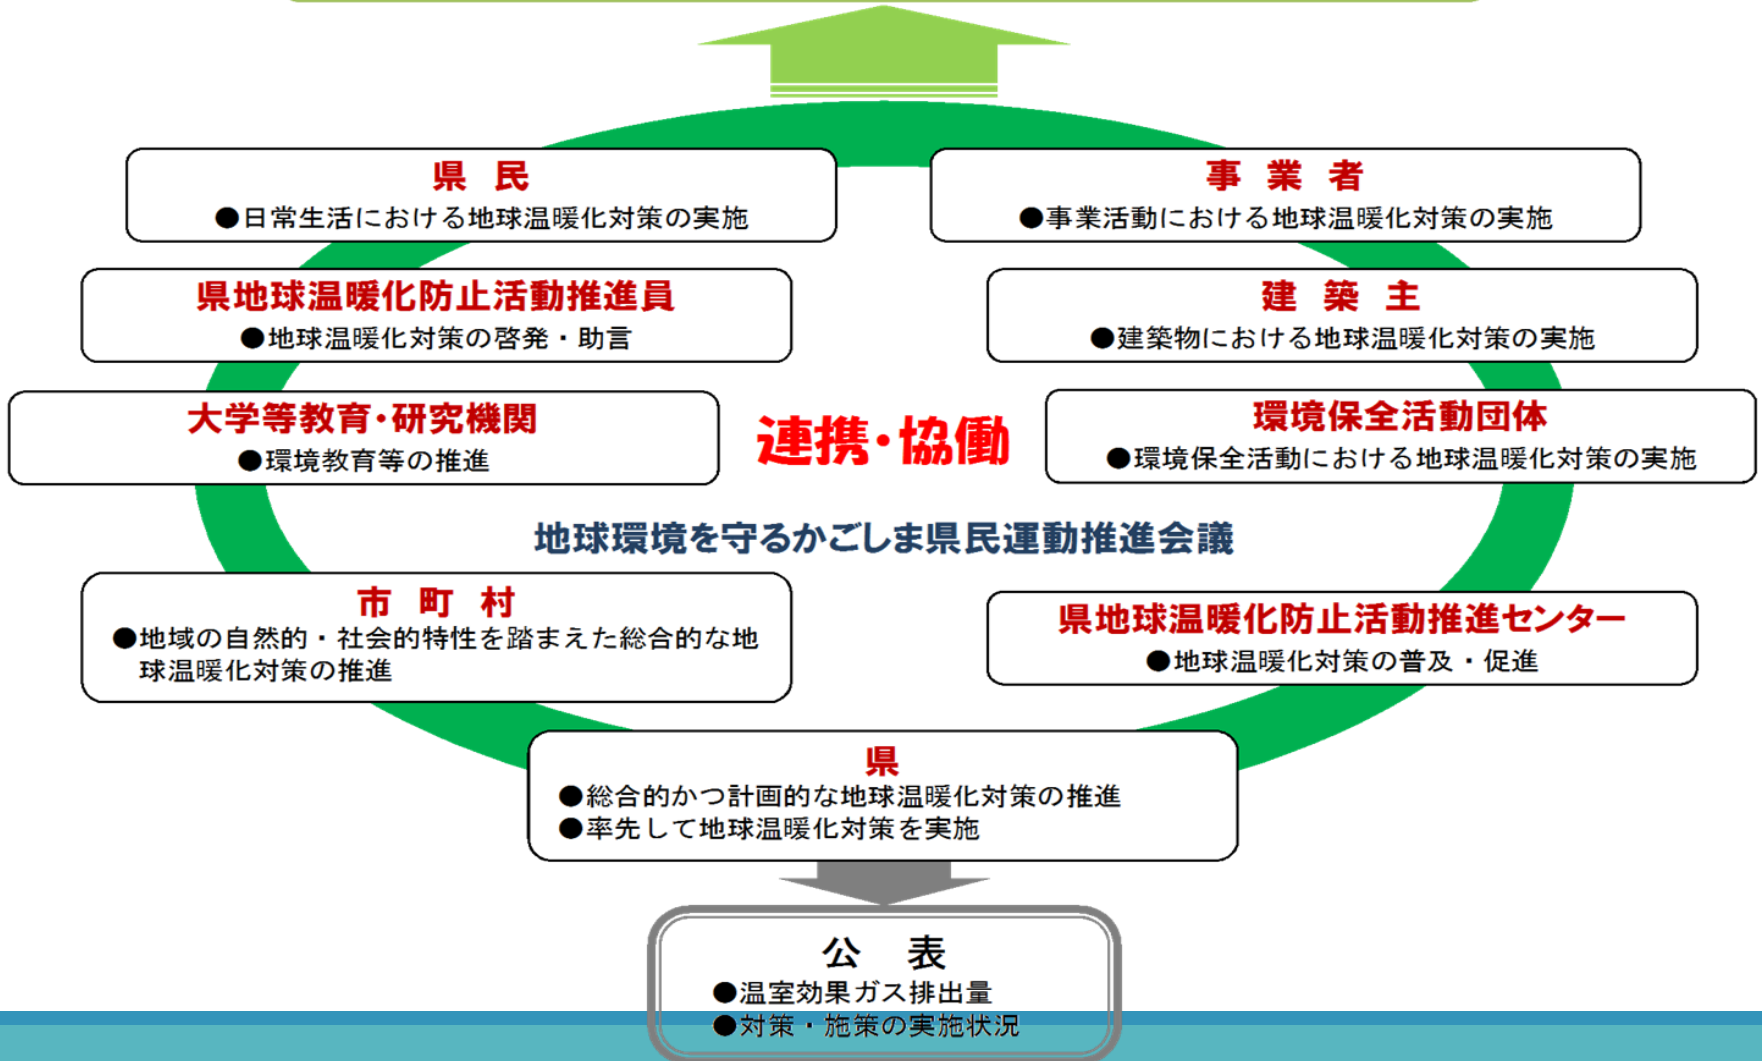 県 民
●日常生活における地球温暖化対策の実施
事 業 者
●事業活動における地球温暖化対策の実施
県地球温暖化防止活動推進員
●地球温暖化対策の啓発・助言
建 築 主
●建築物における地球温暖化対策の実施
大学等教育・研究機関
●環境教育等の推進
連携・協働
環境保全活動団体
●環境保全活動における地球温暖化対策の実施
地球環境を守るかごしま県民運動推進会議
市 町 村
●地域の自然的・社会的特性を踏まえた総合的な地
球温暖化対策の推進
県地球温暖化防止活動推進センター
●地球温暖化対策の普及・促進
県
●総合的かつ計画的な地球温暖化対策の推進
●率先して地球温暖化対策を実施
公 表
●温室効果ガス排出量
●対策・施策の実施状況